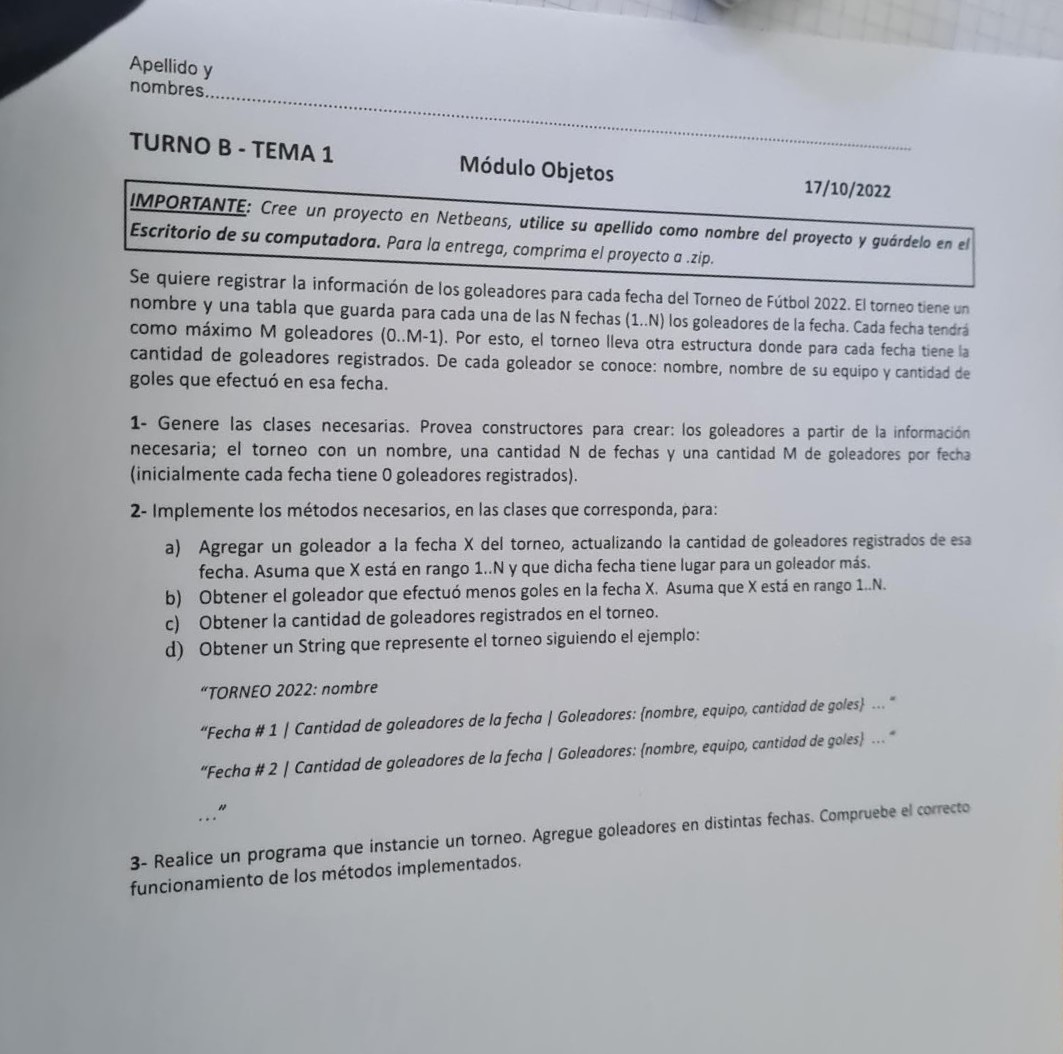 Apellido y
nombres......................................................................
TURNO B - TEMA 1
Módulo Objetos
17/10/2022
IMPORTANTE: Cree un proyecto en Netbeans, utilice su apellido como nombre del proyecto y guárdelo en el
Escritorio de su computadora. Para la entrega, comprima el proyecto a .zip.
Se quiere registrar la información de los goleadores para cada fecha del Torneo de Fútbol 2022. El torneo tiene un
nombre y una tabla que guarda para cada una de las N fechas (1..N) los goleadores de la fecha. Cada fecha tendrá
como máximo M goleadores (0..M-1). Por esto, el torneo lleva otra estructura donde para cada fecha tiene la
cantidad de goleadores registrados. De cada goleador se conoce: nombre, nombre de su equipo y cantidad de
goles que efectuó en esa fecha.
1- Genere las clases necesarias. Provea constructores para crear: los goleadores a partir de la información
necesaria; el torneo con un nombre, una cantidad N de fechas y una cantidad M de goleadores por fecha
(inicialmente cada fecha tiene 0 goleadores registrados).
2- Implemente los métodos necesarios, en las clases que corresponda, para:
a) Agregar un goleador a la fecha X del torneo, actualizando la cantidad de goleadores registrados de esa
fecha. Asuma que X está en rango 1..N y que dicha fecha tiene lugar para un goleador más.
b) Obtener el goleador que efectuó menos goles en la fecha X. Asuma que X está en rango 1..N.
c) Obtener la cantidad de goleadores registrados en el torneo.
d) Obtener un String que represente el torneo siguiendo el ejemplo:
“TORNEO 2022: nombre
“Fecha # 1 | Cantidad de goleadores de la fecha | Goleadores: {nombre, equipo, cantidad de goles} ... “
“Fecha # 2 | Cantidad de goleadores de la fecha | Goleadores: {nombre, equipo, cantidad de goles} ... “
...”
3- Realice un programa que instancie un torneo. Agregue goleadores en distintas fechas. Compruebe el correcto
funcionamiento de los métodos implementados.